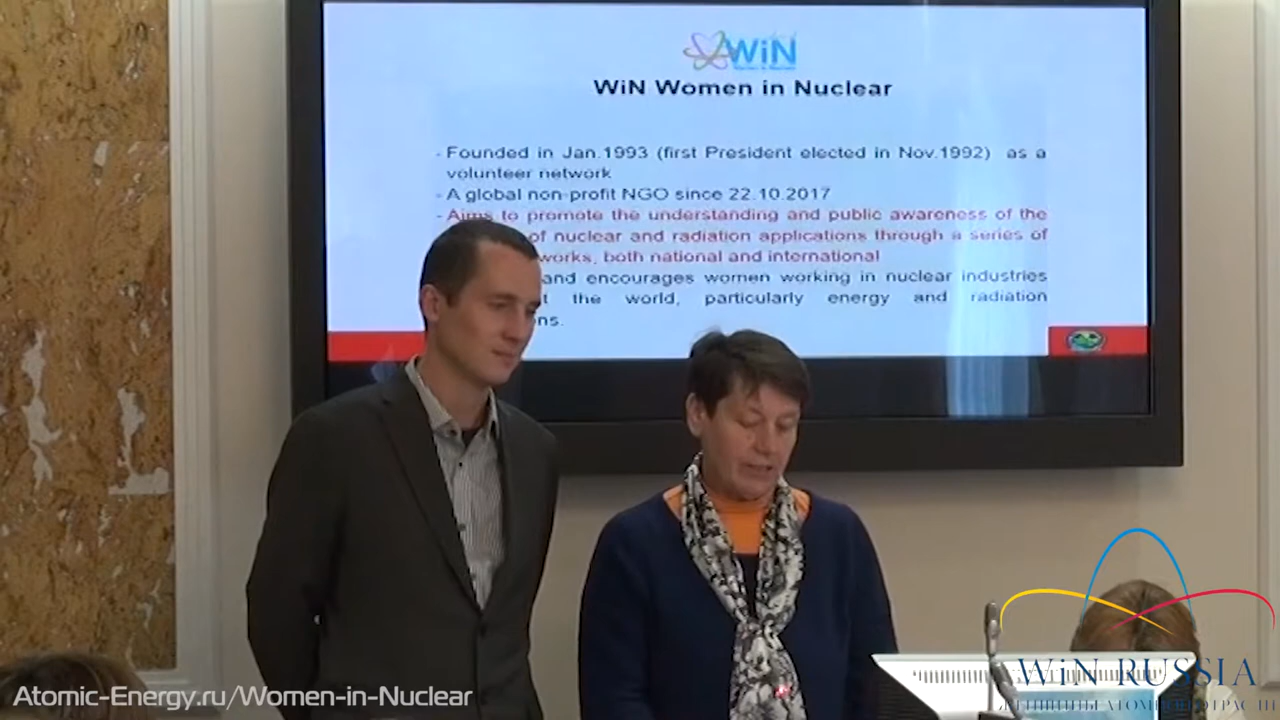 WiN
WiN Women in Nuclear
- Founded in Jan.1993 (first President elected in Nov.1992) as a
volunteer network
- A global non-profit NGO since 22.10.2017
- Aims to promote the understanding and public awareness of the
of nuclear and radiation applications through a series of
works, both national and international
and encourages women working in nuclear industries
t the world, particularly energy and radiation
ns.
Atomic-Energy.ru/Women-in-Nuclear
WiN RUSSIA